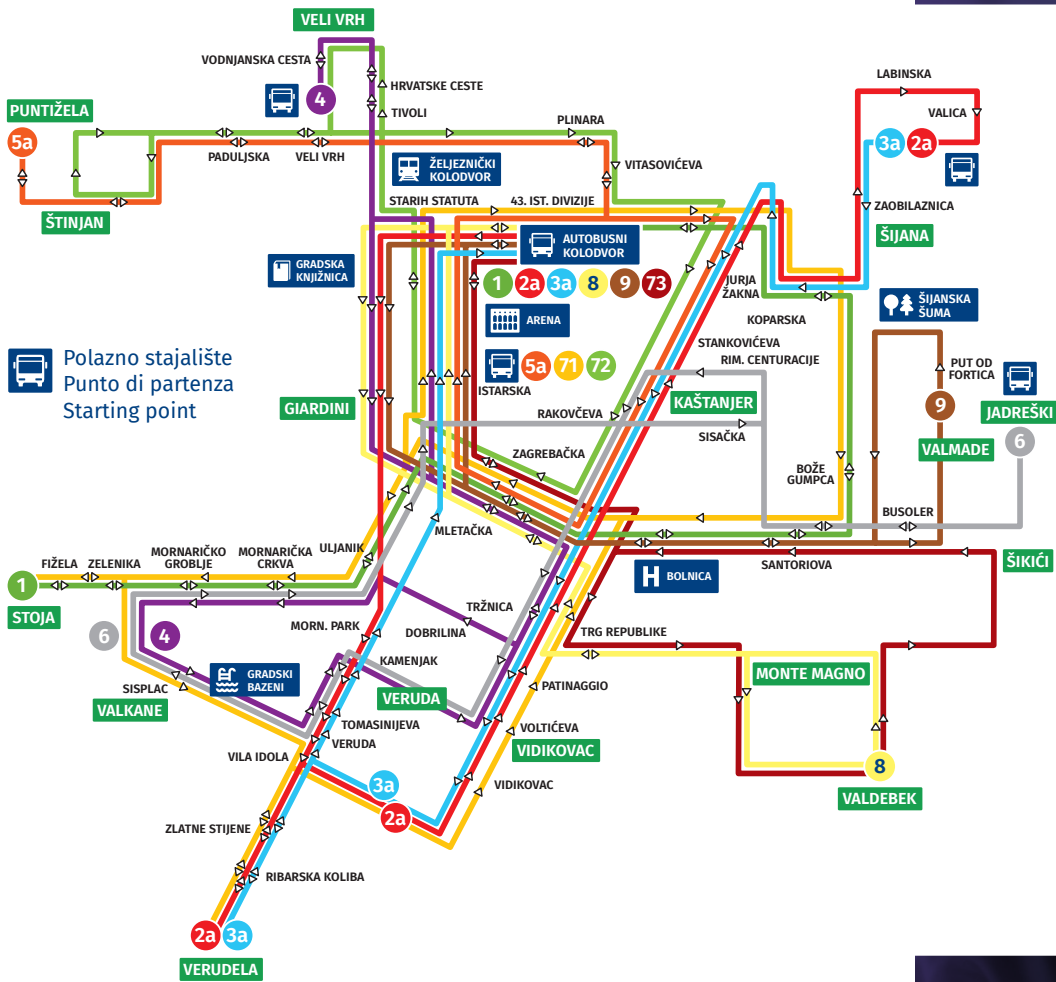 VELI VRH
VODNJANSKA CESTA
4
HRVATSKE CESTE
TIVOLI
LABINSKA
VALICA
PUNTIŽELA
5a
PADULJSKA
VELI VRH
PLINARA
3a
2a
ŽELJEZNIČKI
KOLODVOR
VITASOVIĆEVA
ŠTINJAN
STARIH STATUTA
43. IST. DIVIZIJE
ZAOBILAZNICA
ŠIJANA
GRADSKA
KNJIŽNICA
AUTOBUSNI
KOLODVOR
1
2a
3a
8
9
73
JURJA
ŽAKNA
ŠIJANSKA
ŠUMA
ARENA
KOPARSKA
Polazno stajalište
Punto di partenza
Starting point
5a
71
72
ISTARSKA
STANKOVIĆEVA
RIM. CENTURACIJE
PUT OD
FORTICA
GIARDINI
RAKOVČEVA
KAŠTANJER
SISAČKA
9
JADREŠKI
6
VALMADE
ZAGREBAČKA
BOŽE
GUMPCA
BUSOLER
MLETAČKA
ULJANIK
FIŽELA
ZELENIKA
MORNARIČKO
GROBLJE
MORNARIČKA
CRKVA
1
STOJA
H
BOLNICA
SANTORIOVA
ŠIKIĆI
6
4
MORN. PARK
TRŽNICA
DOBRILINA
TRG REPUBLIKE
KAMENJAK
GRADSKI
BAZENI
SISPLAC
VALKANE
VERUDA
PATINAGGIO
MONTE MAGNO
TOMASINIJEVA
VERUDA
VOLTIĆEVA
VIDIKOVAC
VILA IDOLA
3a
2a
VIDIKOVAC
8
VALDEBEK
ZLATNE STIJENE
RIBARSKA KOLIBA
2a
3a
VERUDELA